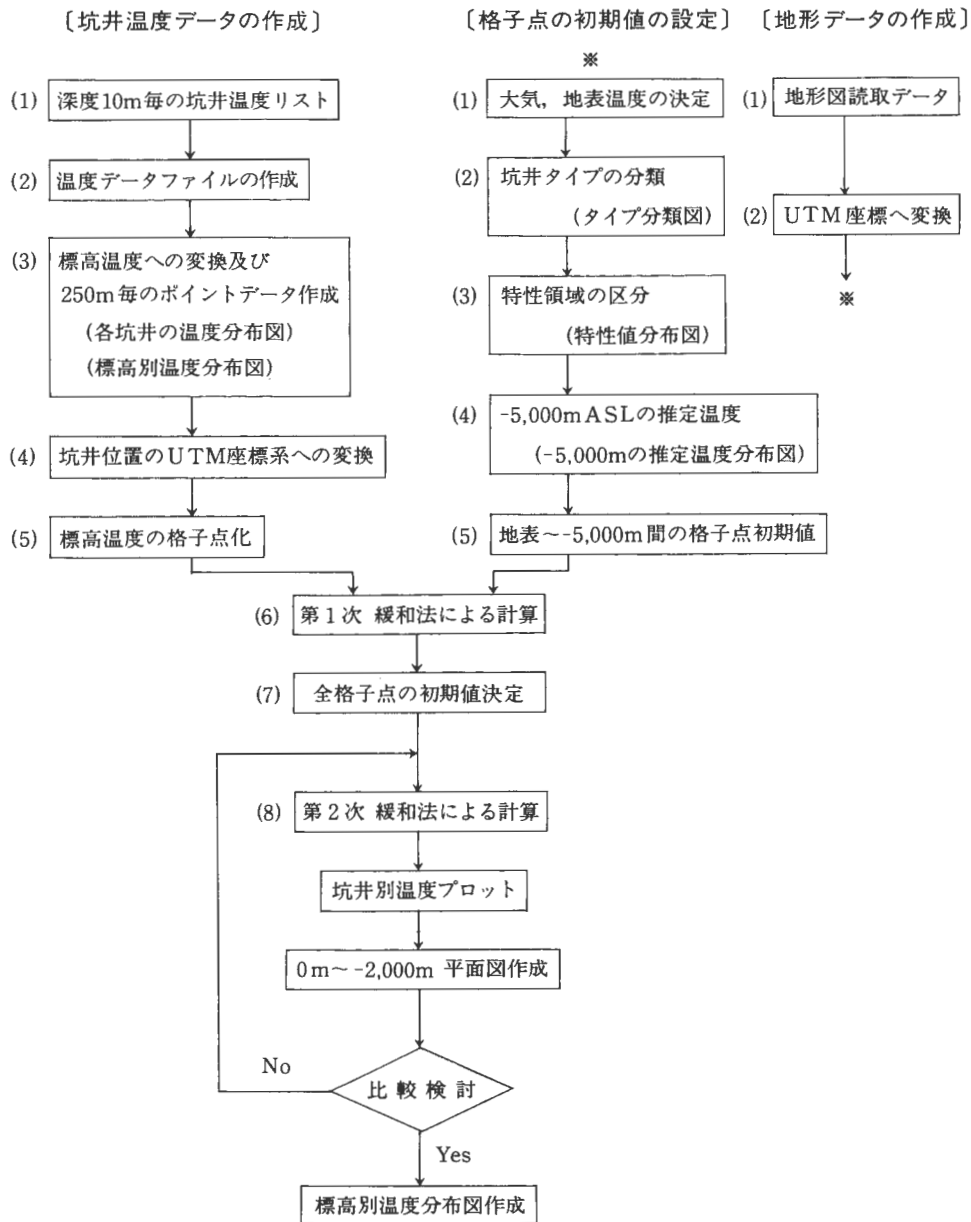 〔坑井温度データの作成〕
(1) 深度10m毎の坑井温度リスト
(2) 温度データファイルの作成
(3) 標高温度への変換及び
250m毎のポイントデータ作成
(各坑井の温度分布図)
(標高別温度分布図)
(4) 坑井位置のUTM座標系への変換
(5) 標高温度の格子点化
〔格子点の初期値の設定〕
※
(1) 大気，地表温度の決定
(2) 坑井タイプの分類
(タイプ分類図)
(3) 特性領域の区分
(特性値分布図)
(4) -5,000mASLの推定温度
(-5,000mの推定温度分布図)
(5) 地表～-5,000m間の格子点初期値
〔地形データの作成〕
(1) 地形図読取データ
(2) UTM座標へ変換
※
(6) 第1次 緩和法による計算
(7) 全格子点の初期値決定
(8) 第2次 緩和法による計算
坑井別温度プロット
0m～-2,000m 平面図作成
比較検討
No
Yes
標高別温度分布図作成